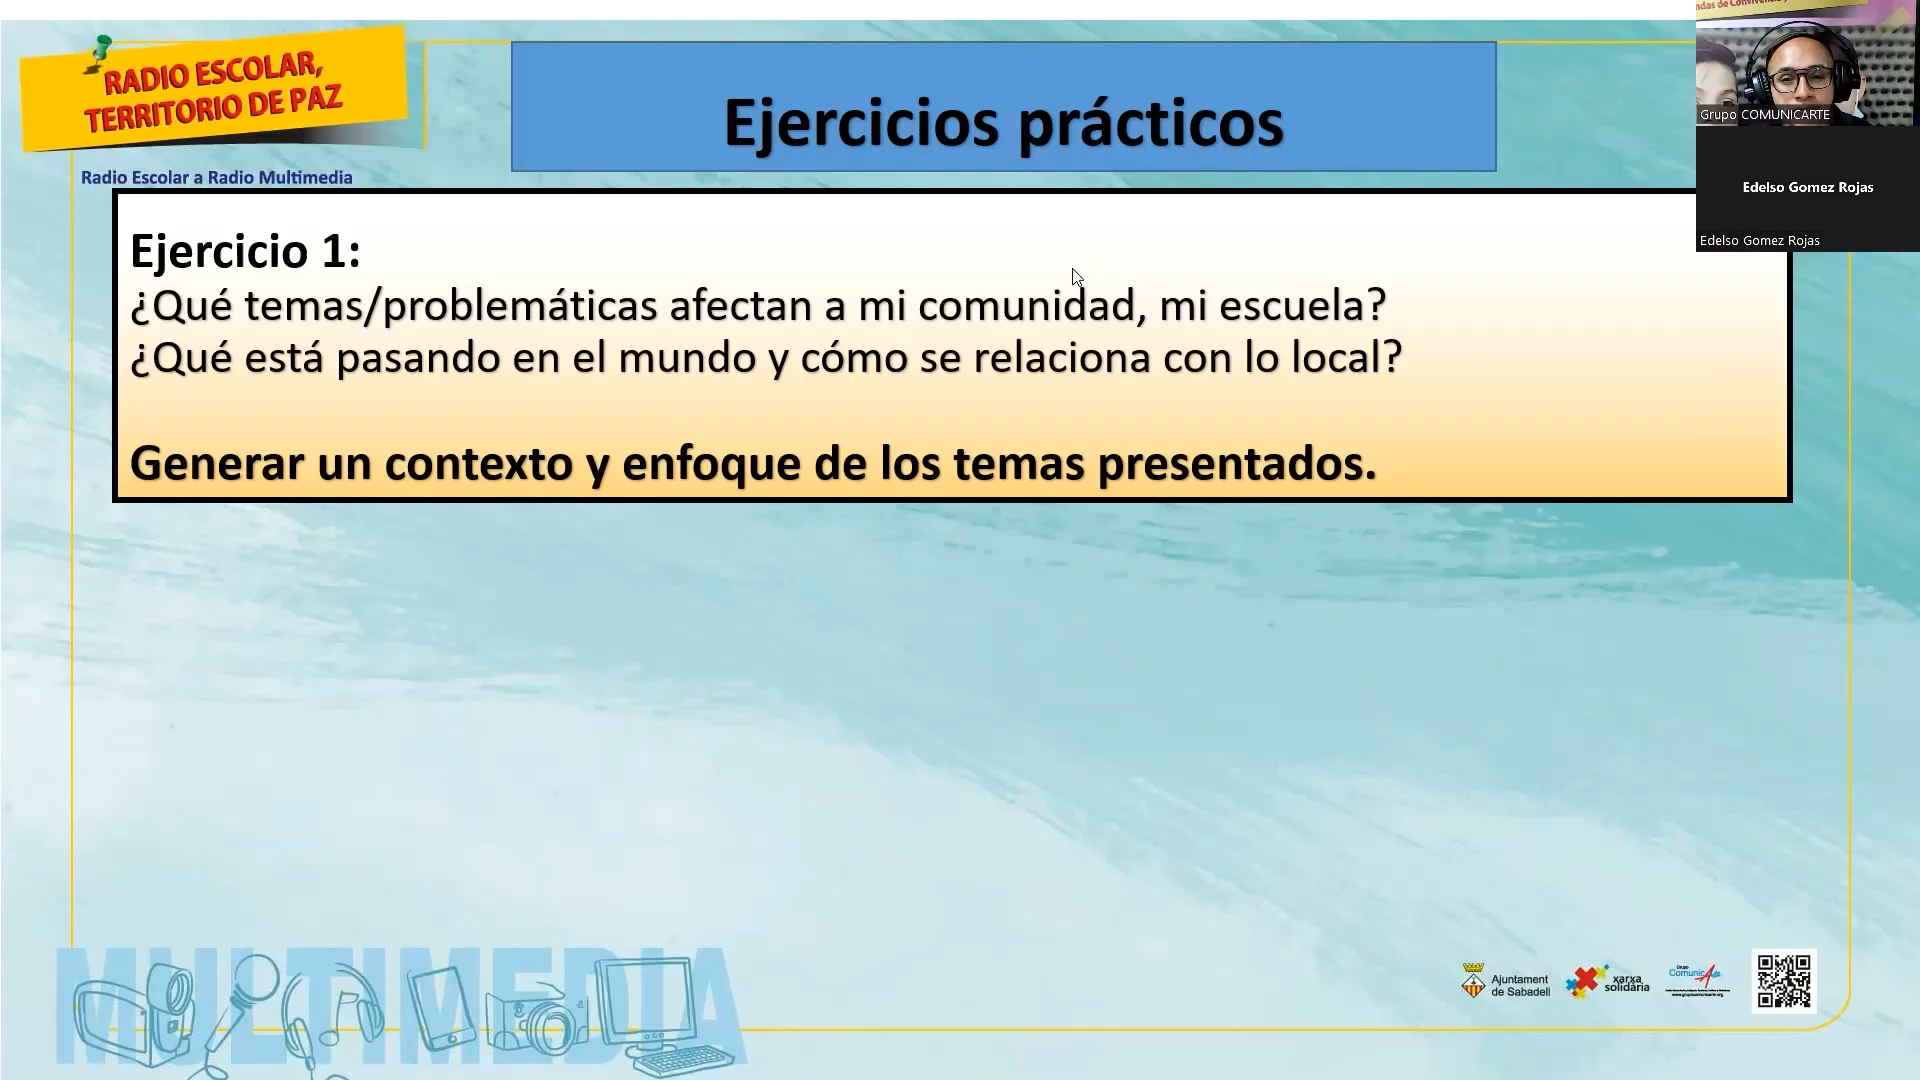 RADIO ESCOLAR,
TERRITORIO DE PAZ
Radio Escolar a Radio Multimedia
Ejercicios prácticos
Grupo COMUNICARTE
Edelso Gomez Rojas
Edelso Gomez Rojas
Ejercicio 1:
¿Qué temas/problemáticas afectan a mi comunidad, mi escuela?
¿Qué está pasando en el mundo y cómo se relaciona con lo local?
Generar un contexto y enfoque de los temas presentados.
MULTIMEDIA
Ajuntament
de Sabadell
xarxa
solidària
Grupo
ComunicArte
www.grupocomunicarte.org